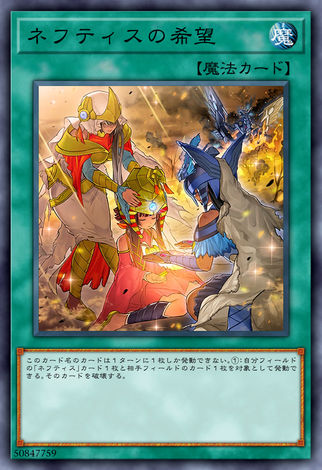 ネフティスの希望
魔
【魔法カード】
このカード名のカードは1ターンに1枚しか発動できない。①：自分フィールド
の「ネフティス」カード1枚と相手フィールドのカード1枚を対象として発動で
きる。そのカードを破壊する。
50847759